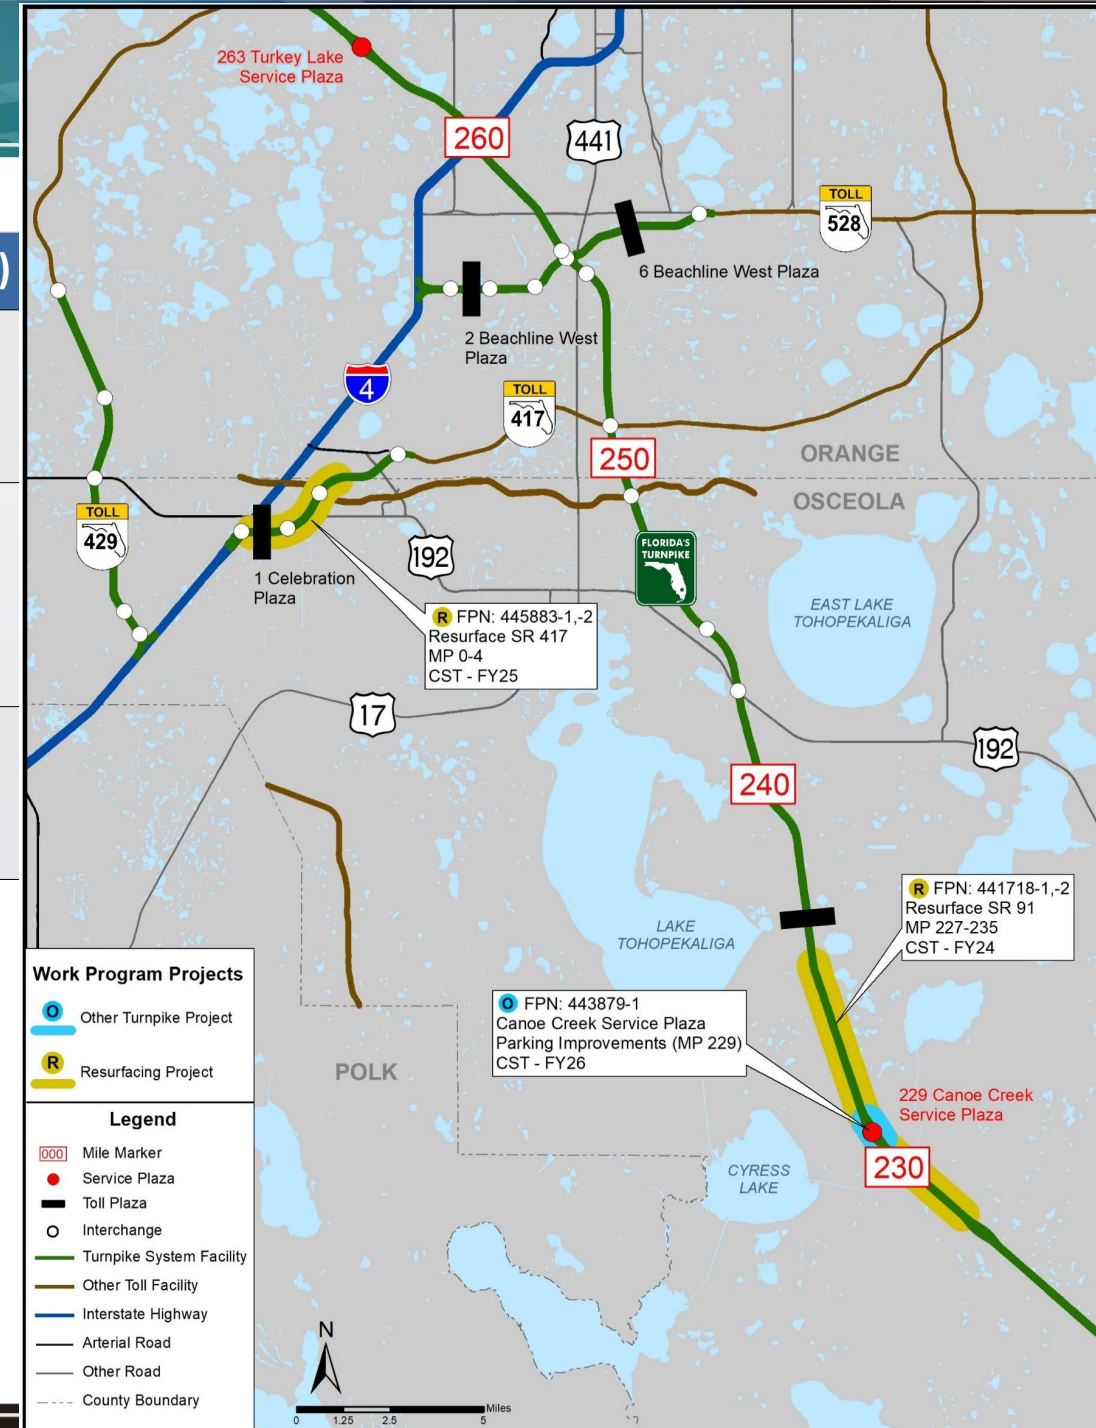 )
263 Turkey Lake
Service Plaza
260
441
TOLL
528
6 Beachline West Plaza
2 Beachline West
Plaza
4
TOLL
417
250
ORANGE
OSCEOLA
TOLL
429
1 Celebration
Plaza
192
FLORIDA'S
TURNPIKE
EAST LAKE
TOHOPEKALIGA
R FPN: 445883-1,-2
Resurface SR 417
MP 0-4
CST - FY25
17
192
240
R FPN: 441718-1,-2
Resurface SR 91
MP 227-235
CST - FY24
LAKE
TOHOPEKALIGA
O FPN: 443879-1
Canoe Creek Service Plaza
Parking Improvements (MP 229)
CST - FY26
POLK
229 Canoe Creek
Service Plaza
230
CYRESS
LAKE
Work Program Projects
O Other Turnpike Project
R Resurfacing Project
Legend
000 Mile Marker
Service Plaza
Toll Plaza
Interchange
Turnpike System Facility
Other Toll Facility
Interstate Highway
Arterial Road
Other Road
County Boundary
N
Miles
0 1.25 2.5 5